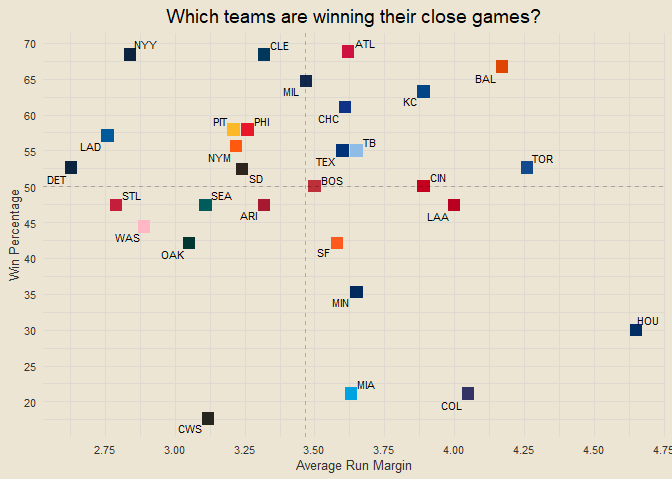 Which teams are winning their close games?
70
NYY
CLE
ATL
65
BAL
MIL
KC
60
CHC
PIT
PHI
LAD
55
TB
NYM
TEX
TOR
DET
SD
CIN
50
BOS
STL
SEA
45
WAS
ARI
LAA
OAK
SF
40
35
MIN
HOU
30
25
MIA
20
COL
CWS
Win Percentage
2.75
3.00
3.25
3.50
3.75
4.00
4.25
4.50
4.75
Average Run Margin